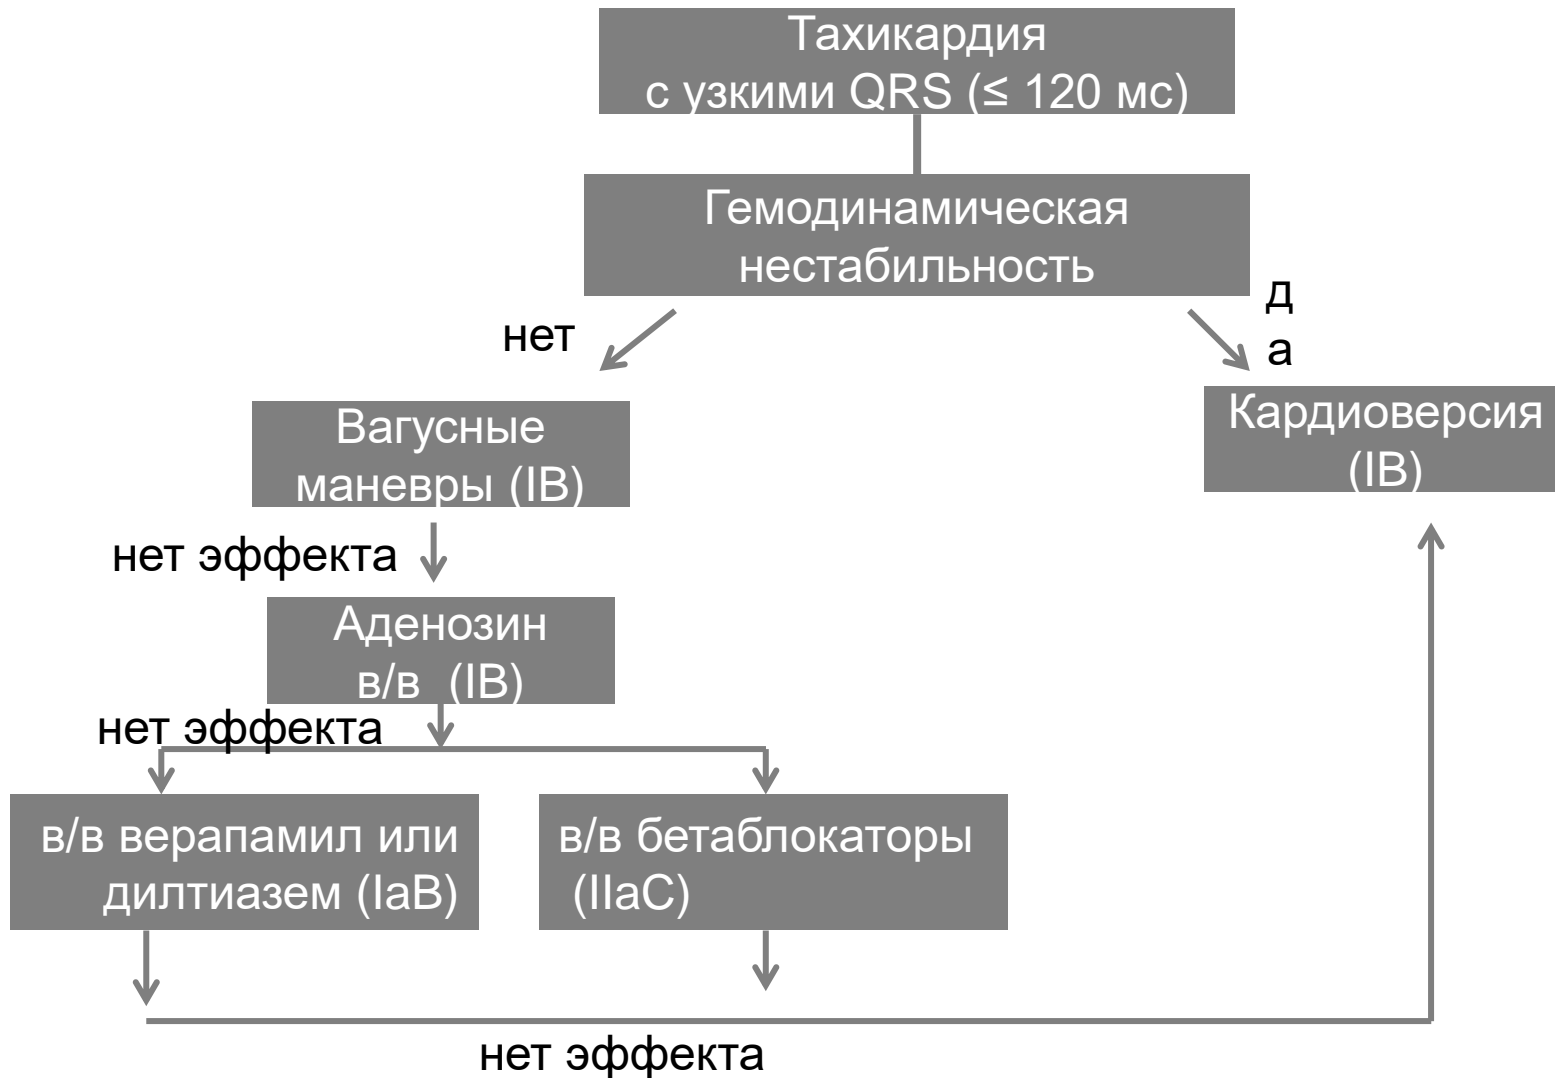 Тахикардия
с узкими QRS (≤ 120 мс)
Гемодинамическая
нестабильность
нет
д
а
Вагусные
маневры (IB)
Кардиоверсия
(IB)
нет эффекта
Аденозин
в/в (IB)
нет эффекта
в/в верапамил или
дилтиазем (IaB)
в/в бетаблокаторы
(IIaC)
нет эффекта